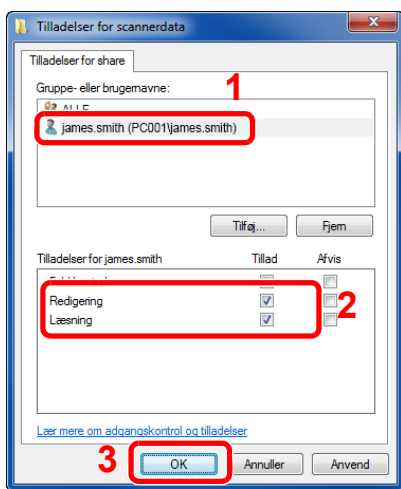 Tilladelser for scannerdata
Tilladelser for share
Gruppe- eller brugernavne:
1
ALLE
james.smith (PC001\james.smith)
Tilføj... Fjern
Tilladelser for james.smith Tillad Afvis
Redigering
Læsning
2
Lær mere om adgangskontrol og tilladelser
3
OK Annuller Anvend